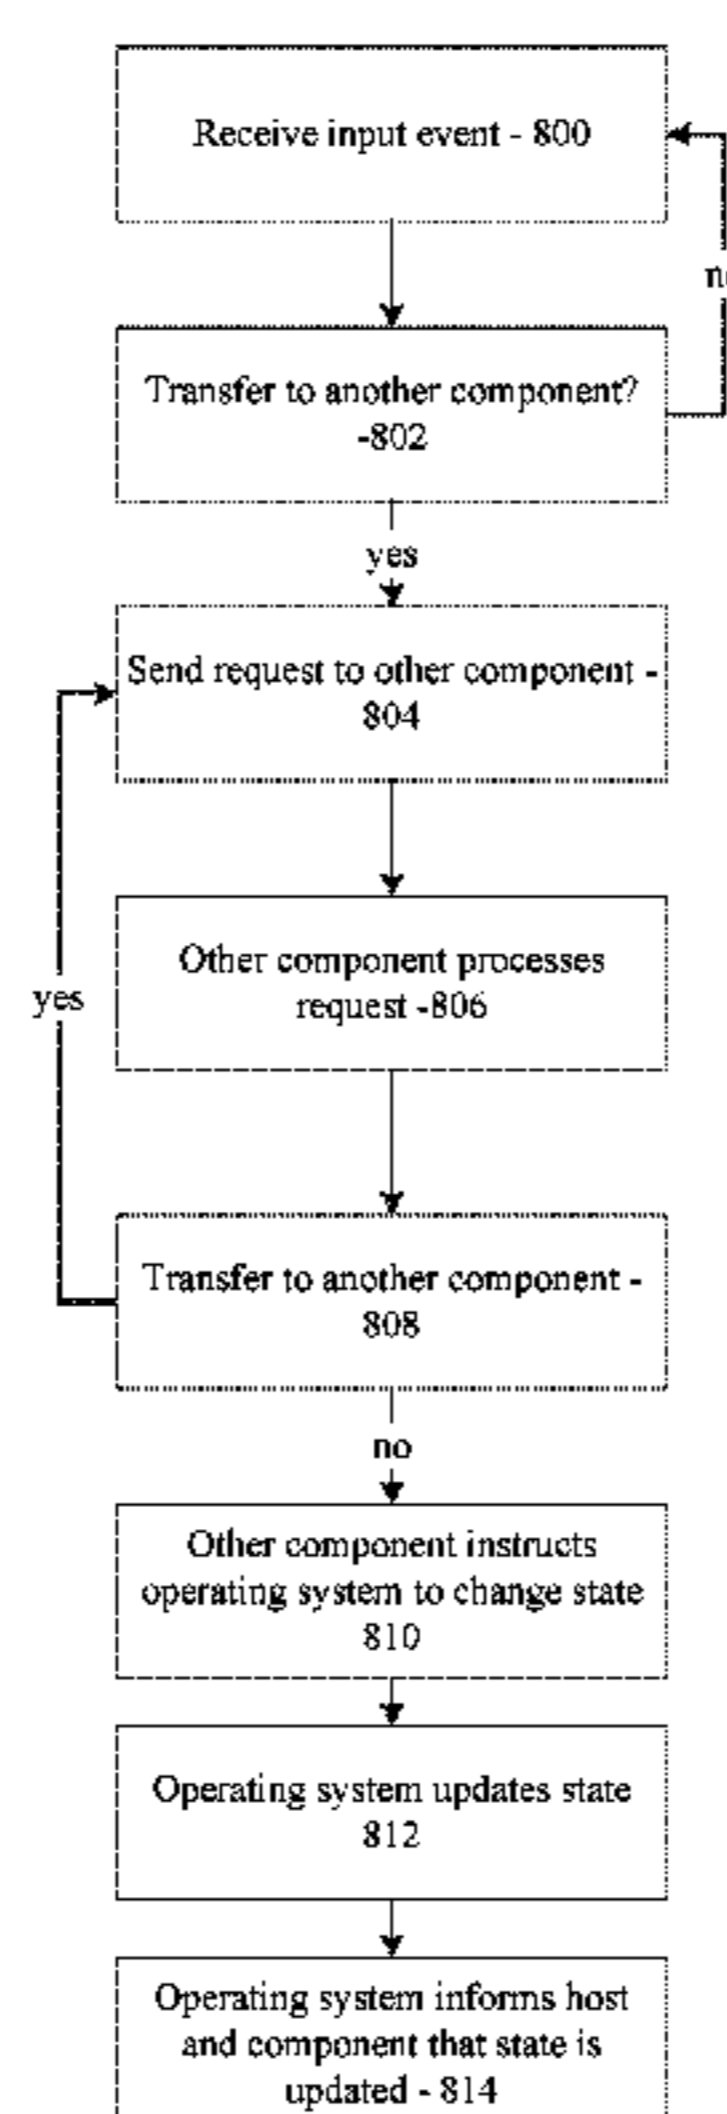 Receive input event - 800
Transfer to another component?
-802
yes
Send request to other component -
804
Other component processes
request -806
yes
Transfer to another component -
808
no
Other component instructs
operating system to change state
810
Operating system updates state
812
Operating system informs host
and component that state is
updated - 814